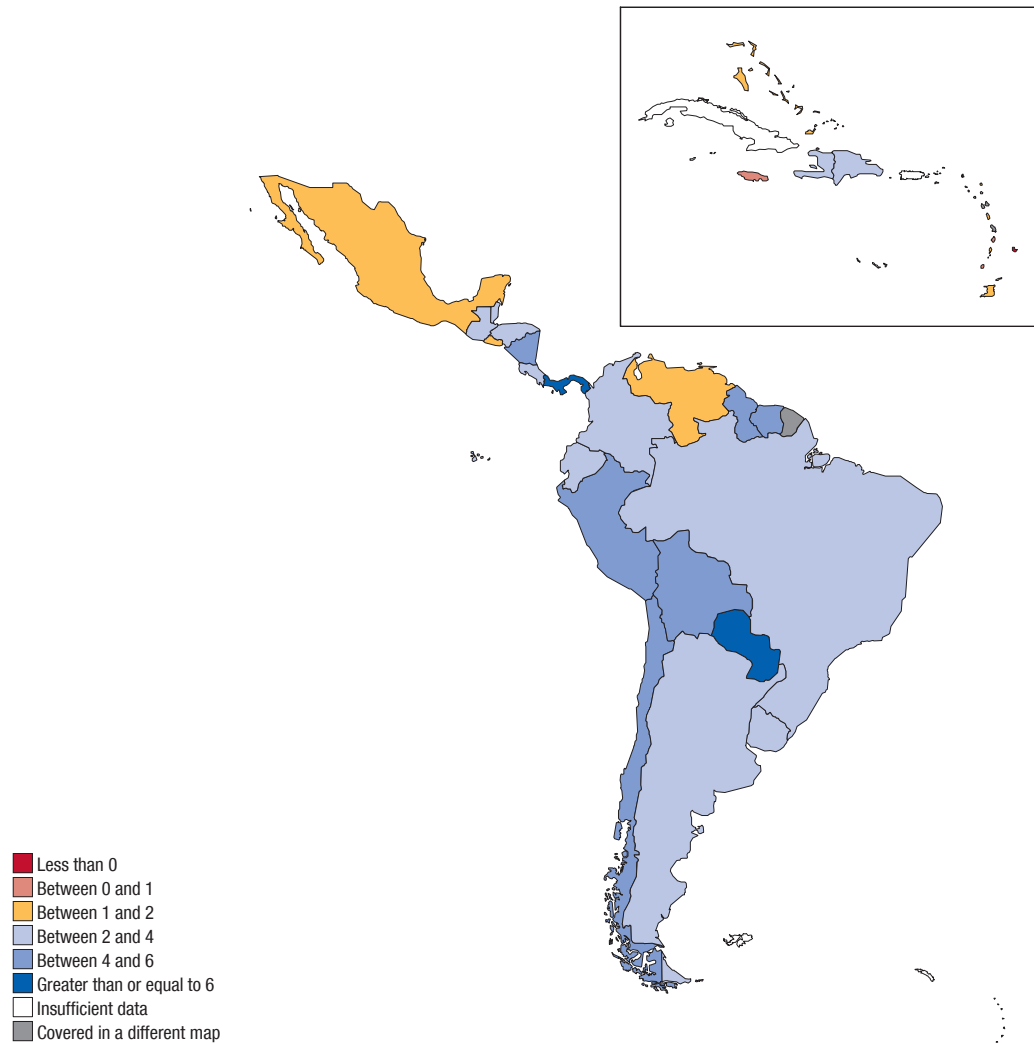 Less than 0
Between 0 and 1
Between 1 and 2
Between 2 and 4
Between 4 and 6
Greater than or equal to 6
Insufficient data
Covered in a different map